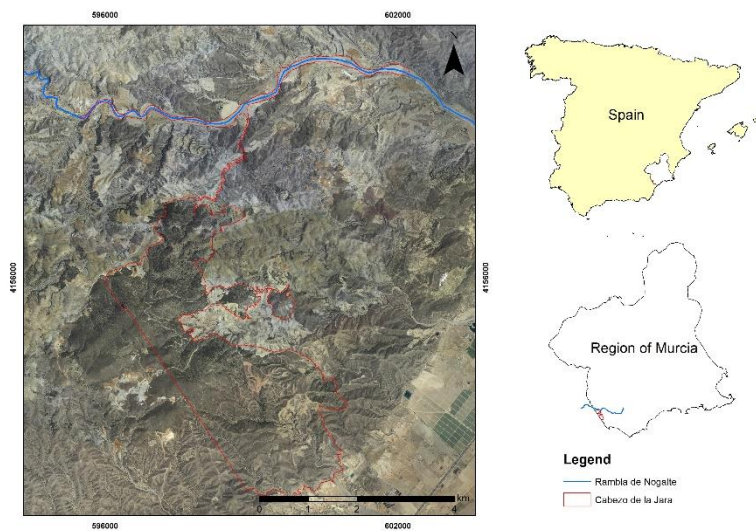 596000
602000
4156000
4156000
km
0 1 2 4
596000
602000
Spain
Region of Murcia
Legend
Rambla de Nogalte
Cabezo de la Jara